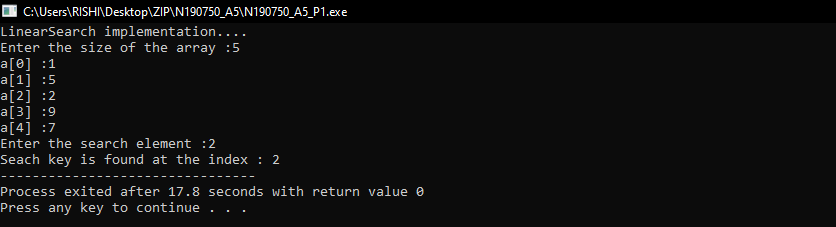 C:\Users\RISHI\Desktop\ZIP\N190750_A5\N190750_A5_P1.exe
LinearSearch implementation....
Enter the size of the array :5
a[0] :1
a[1] :5
a[2] :2
a[3] :9
a[4] :7
Enter the search element :2
Seach key is found at the index : 2
--------------------------------
Process exited after 17.8 seconds with return value 0
Press any key to continue . . .